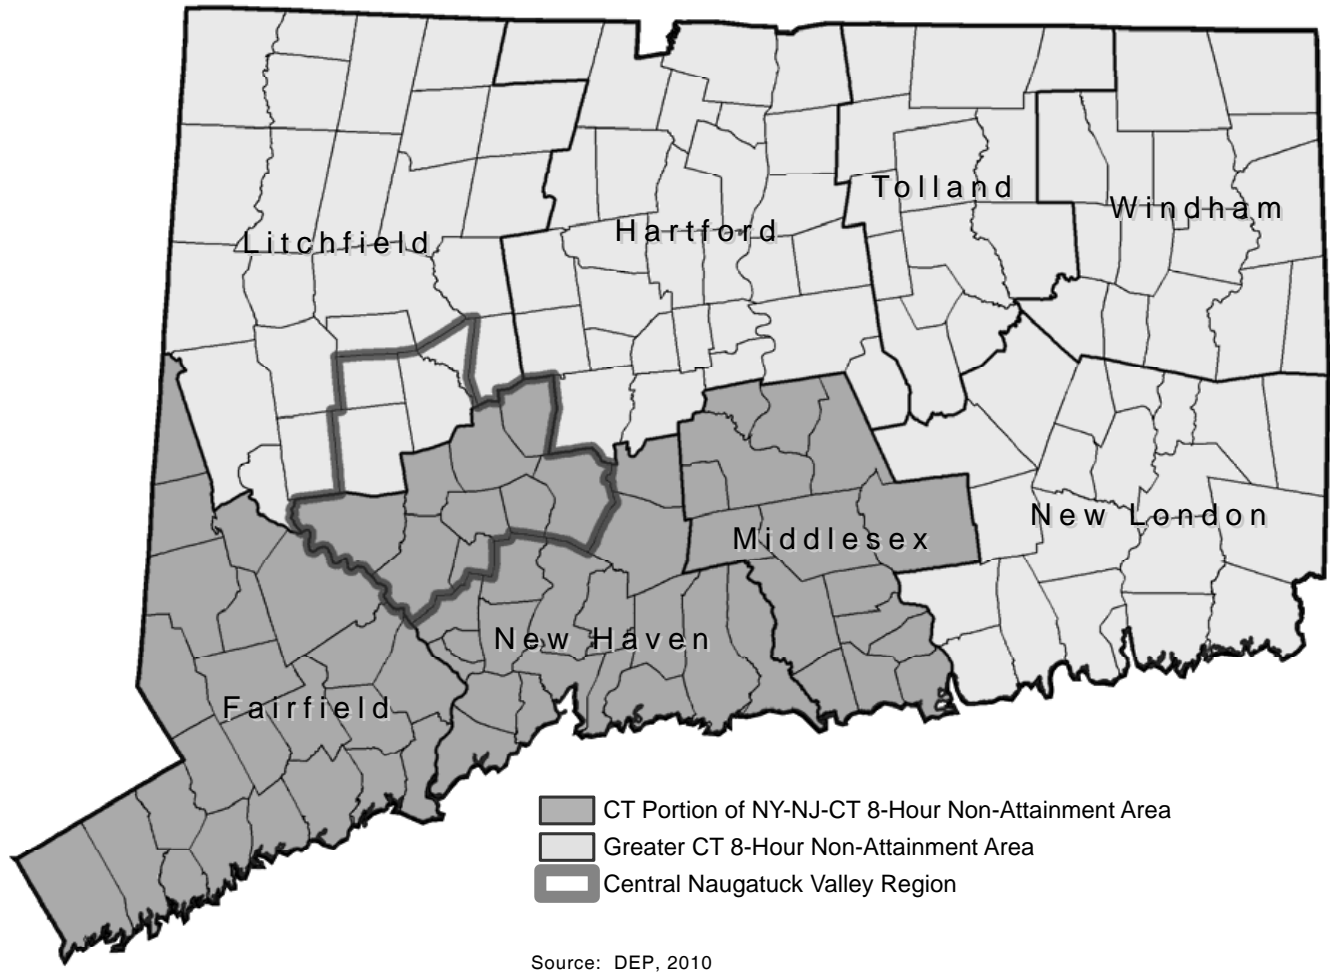 Tolland
Windham
Hartford
Litchfield
New London
Middlesex
New Haven
Fairfield
CT Portion of NY-NJ-CT 8-Hour Non-Attainment Area
Greater CT 8-Hour Non-Attainment Area
Central Naugatuck Valley Region
Source: DEP, 2010